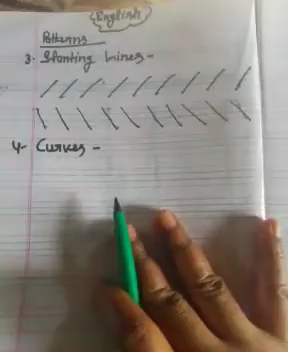 English
Patterns
3. Slanting Lines -
4- Curves -